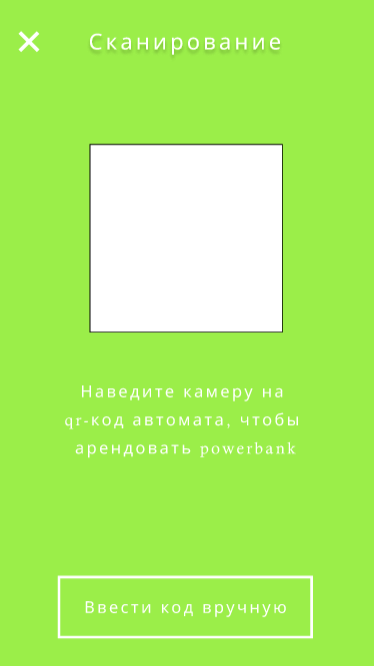 Сканирование
Наведите камеру на
qr-код автомата, чтобы
арендовать powerbank
Ввести код вручную